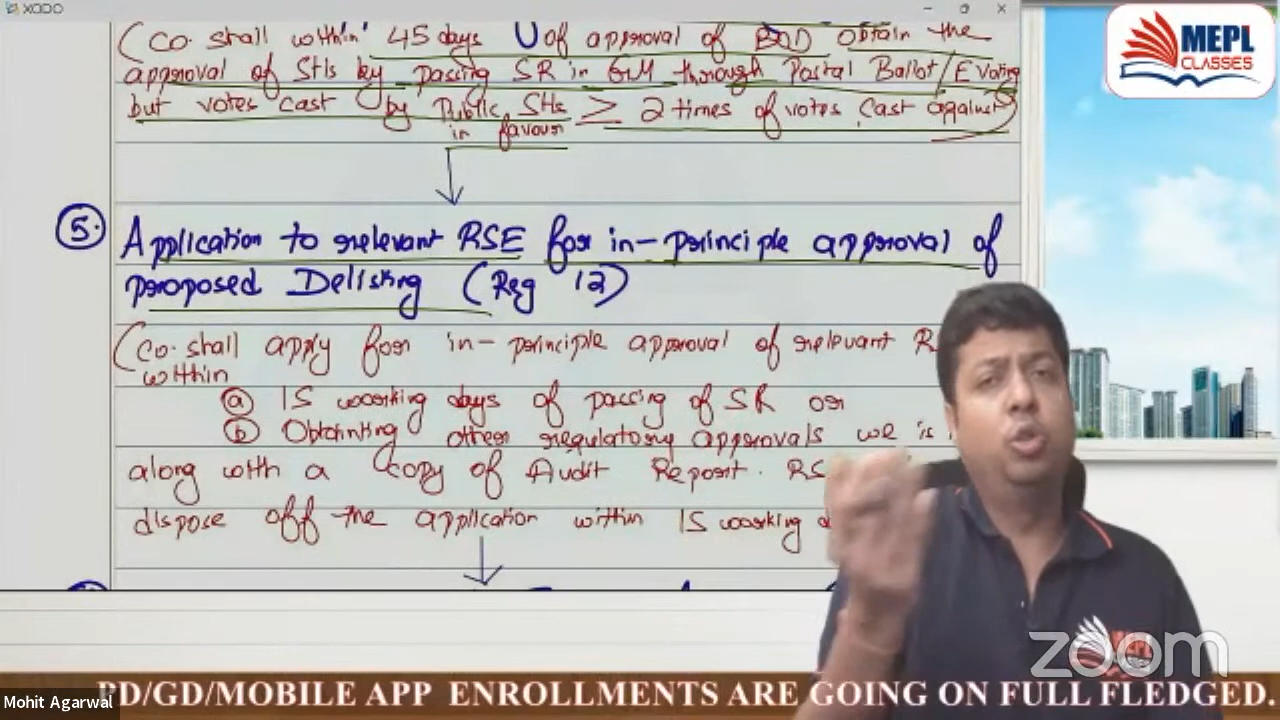 XODO
(Co. shall within 45 days of approval of BOD obtain the
approval of SHs by passing SR in GM through Postal Ballot/E Voting
but votes cast by Public SHs ≥ 2 times of votes cast against)
in favour
MEPL
CLASSES
5. Application to relevant RSE for in-principle approval of
proposed Delisting (Reg 12)
(Co. shall apply for in-principle approval of relevant R
within
a 15 working days of passing of SR or
b Obtainting other regulatory approvals
along with a copy of Audit Report. RS
dispose off the application within 15 working
MEPL
zoom
Mohit Agarwal
PD/GD/MOBILE APP ENROLLMENTS ARE GOING ON FULL FLEDGED.